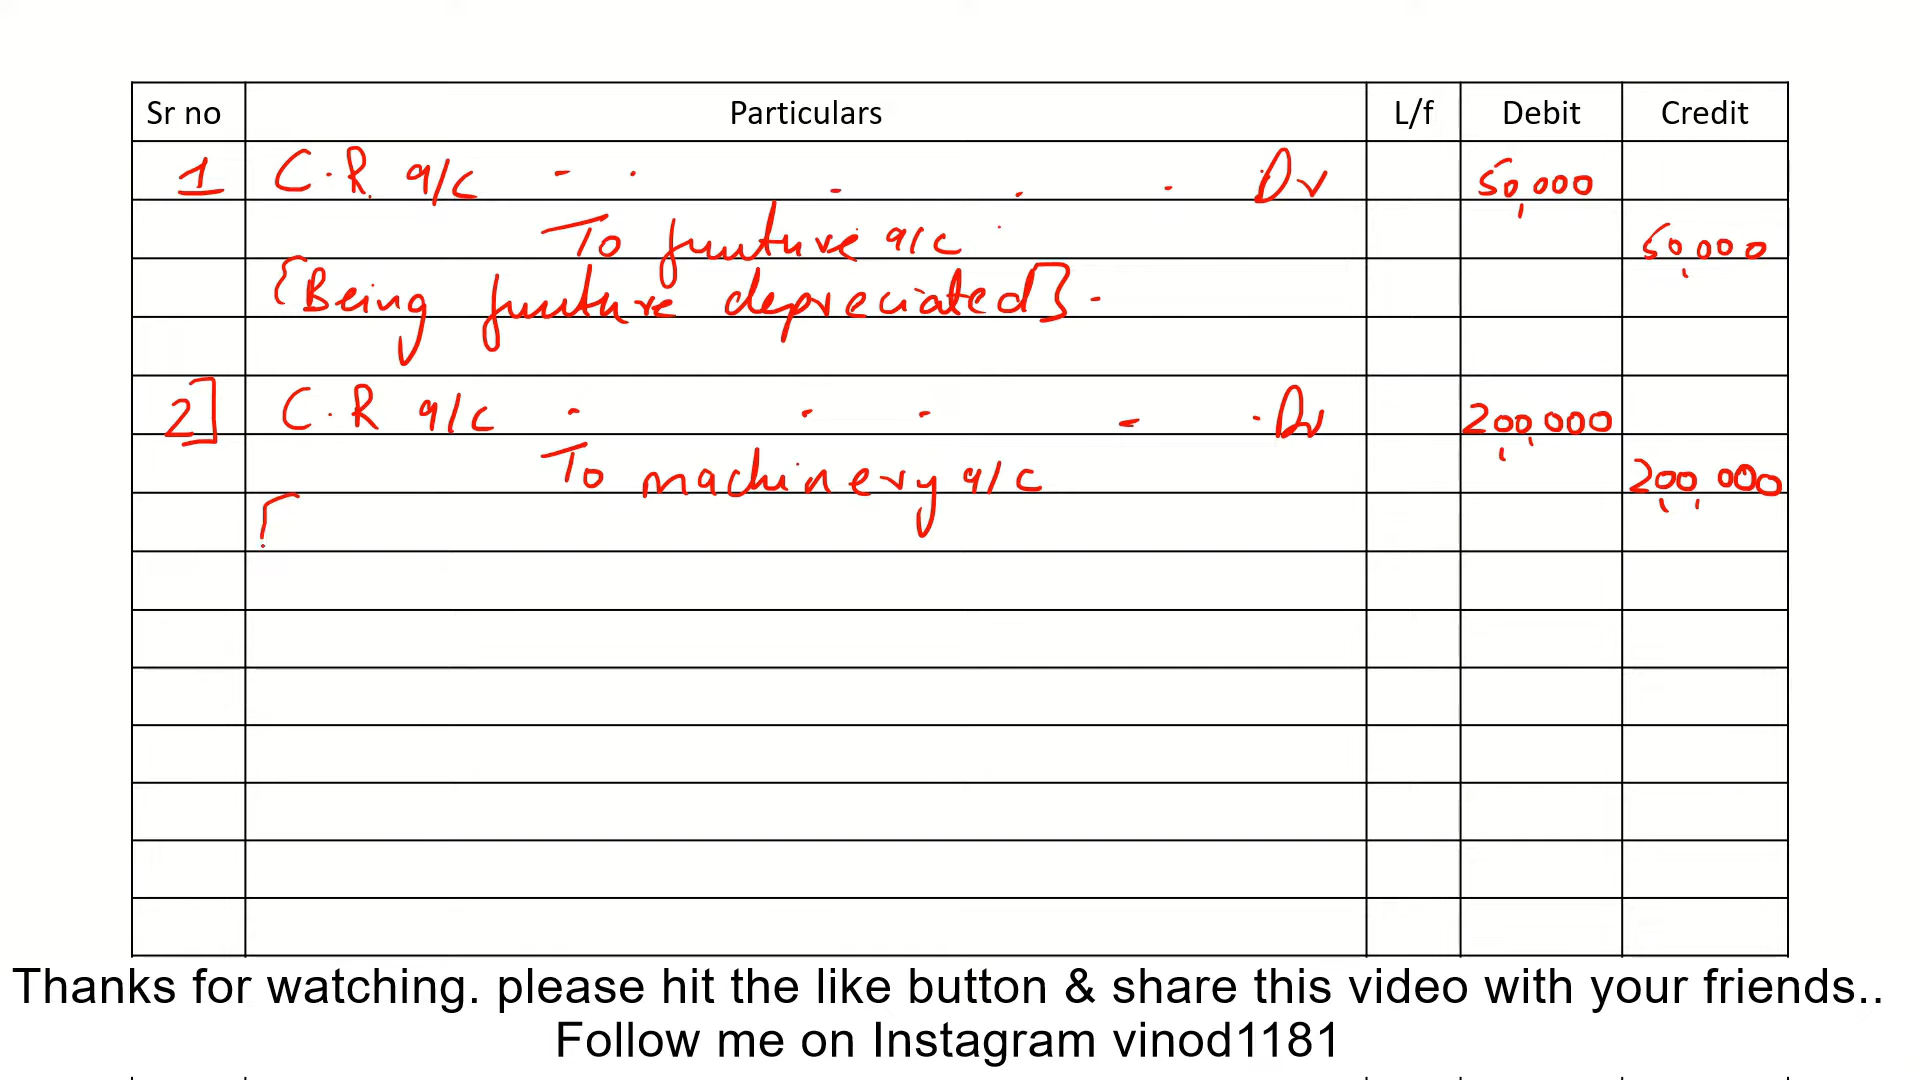 Sr no Particulars L/f Debit Credit
1 C.R. a/c - . - . . Dr 50,000
To funture a/c 50,000
{Being funture depreciated}.
2] C.R a/c - . - - . Dr 200,000
To machinery a/c 200,000
Thanks for watching. please hit the like button & share this video with your friends..
Follow me on Instagram vinod1181